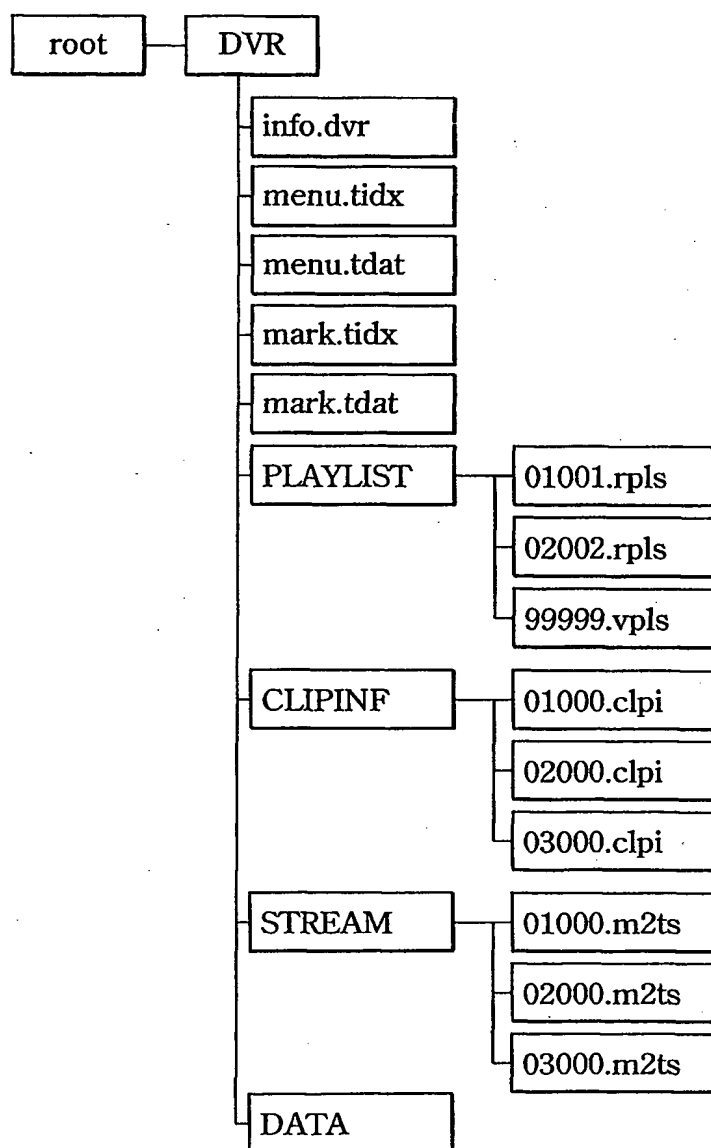 root DVR
info.dvr
menu.tidx
menu.tdat
mark.tidx
mark.tdat
PLAYLIST 01001.rpls
02002.rpls
99999.vpls
CLIPINF 01000.clpi
02000.clpi
03000.clpi
STREAM 01000.m2ts
02000.m2ts
03000.m2ts
DATA